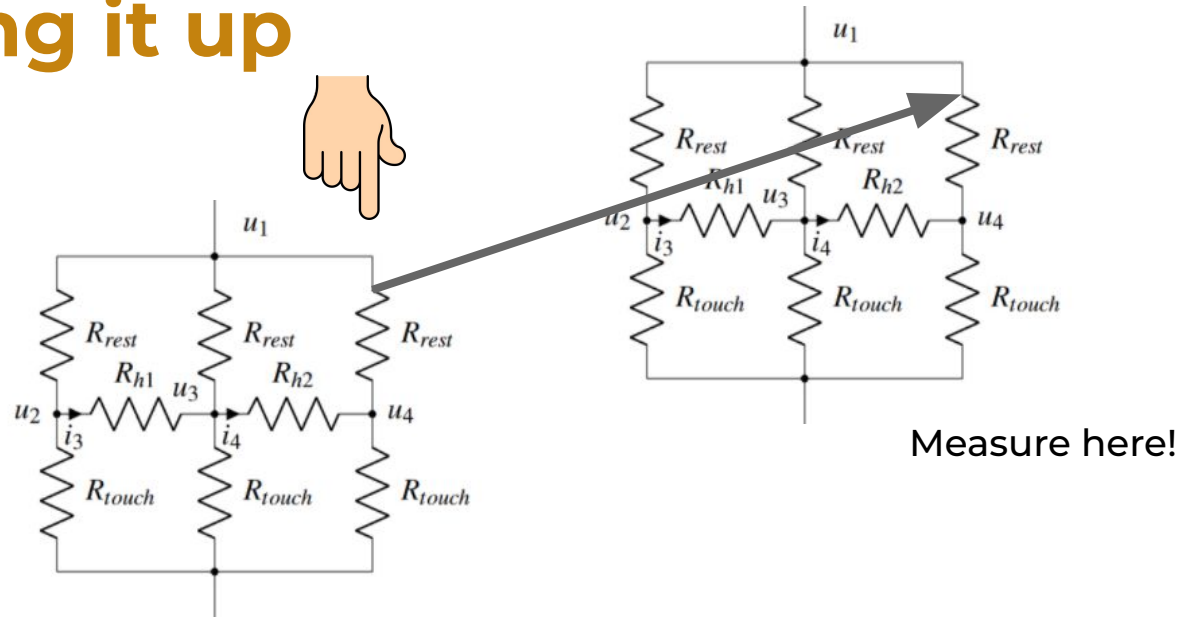 ng it up
u1
Rrest Rrest Rrest
Rh1 Rh2
u2 u3 u4
i3 i4
Rtouch Rtouch Rtouch
u1
Rrest Rrest Rrest
Rh1 Rh2
u2 u3 u4
i3 i4
Rtouch Rtouch Rtouch
Measure here!